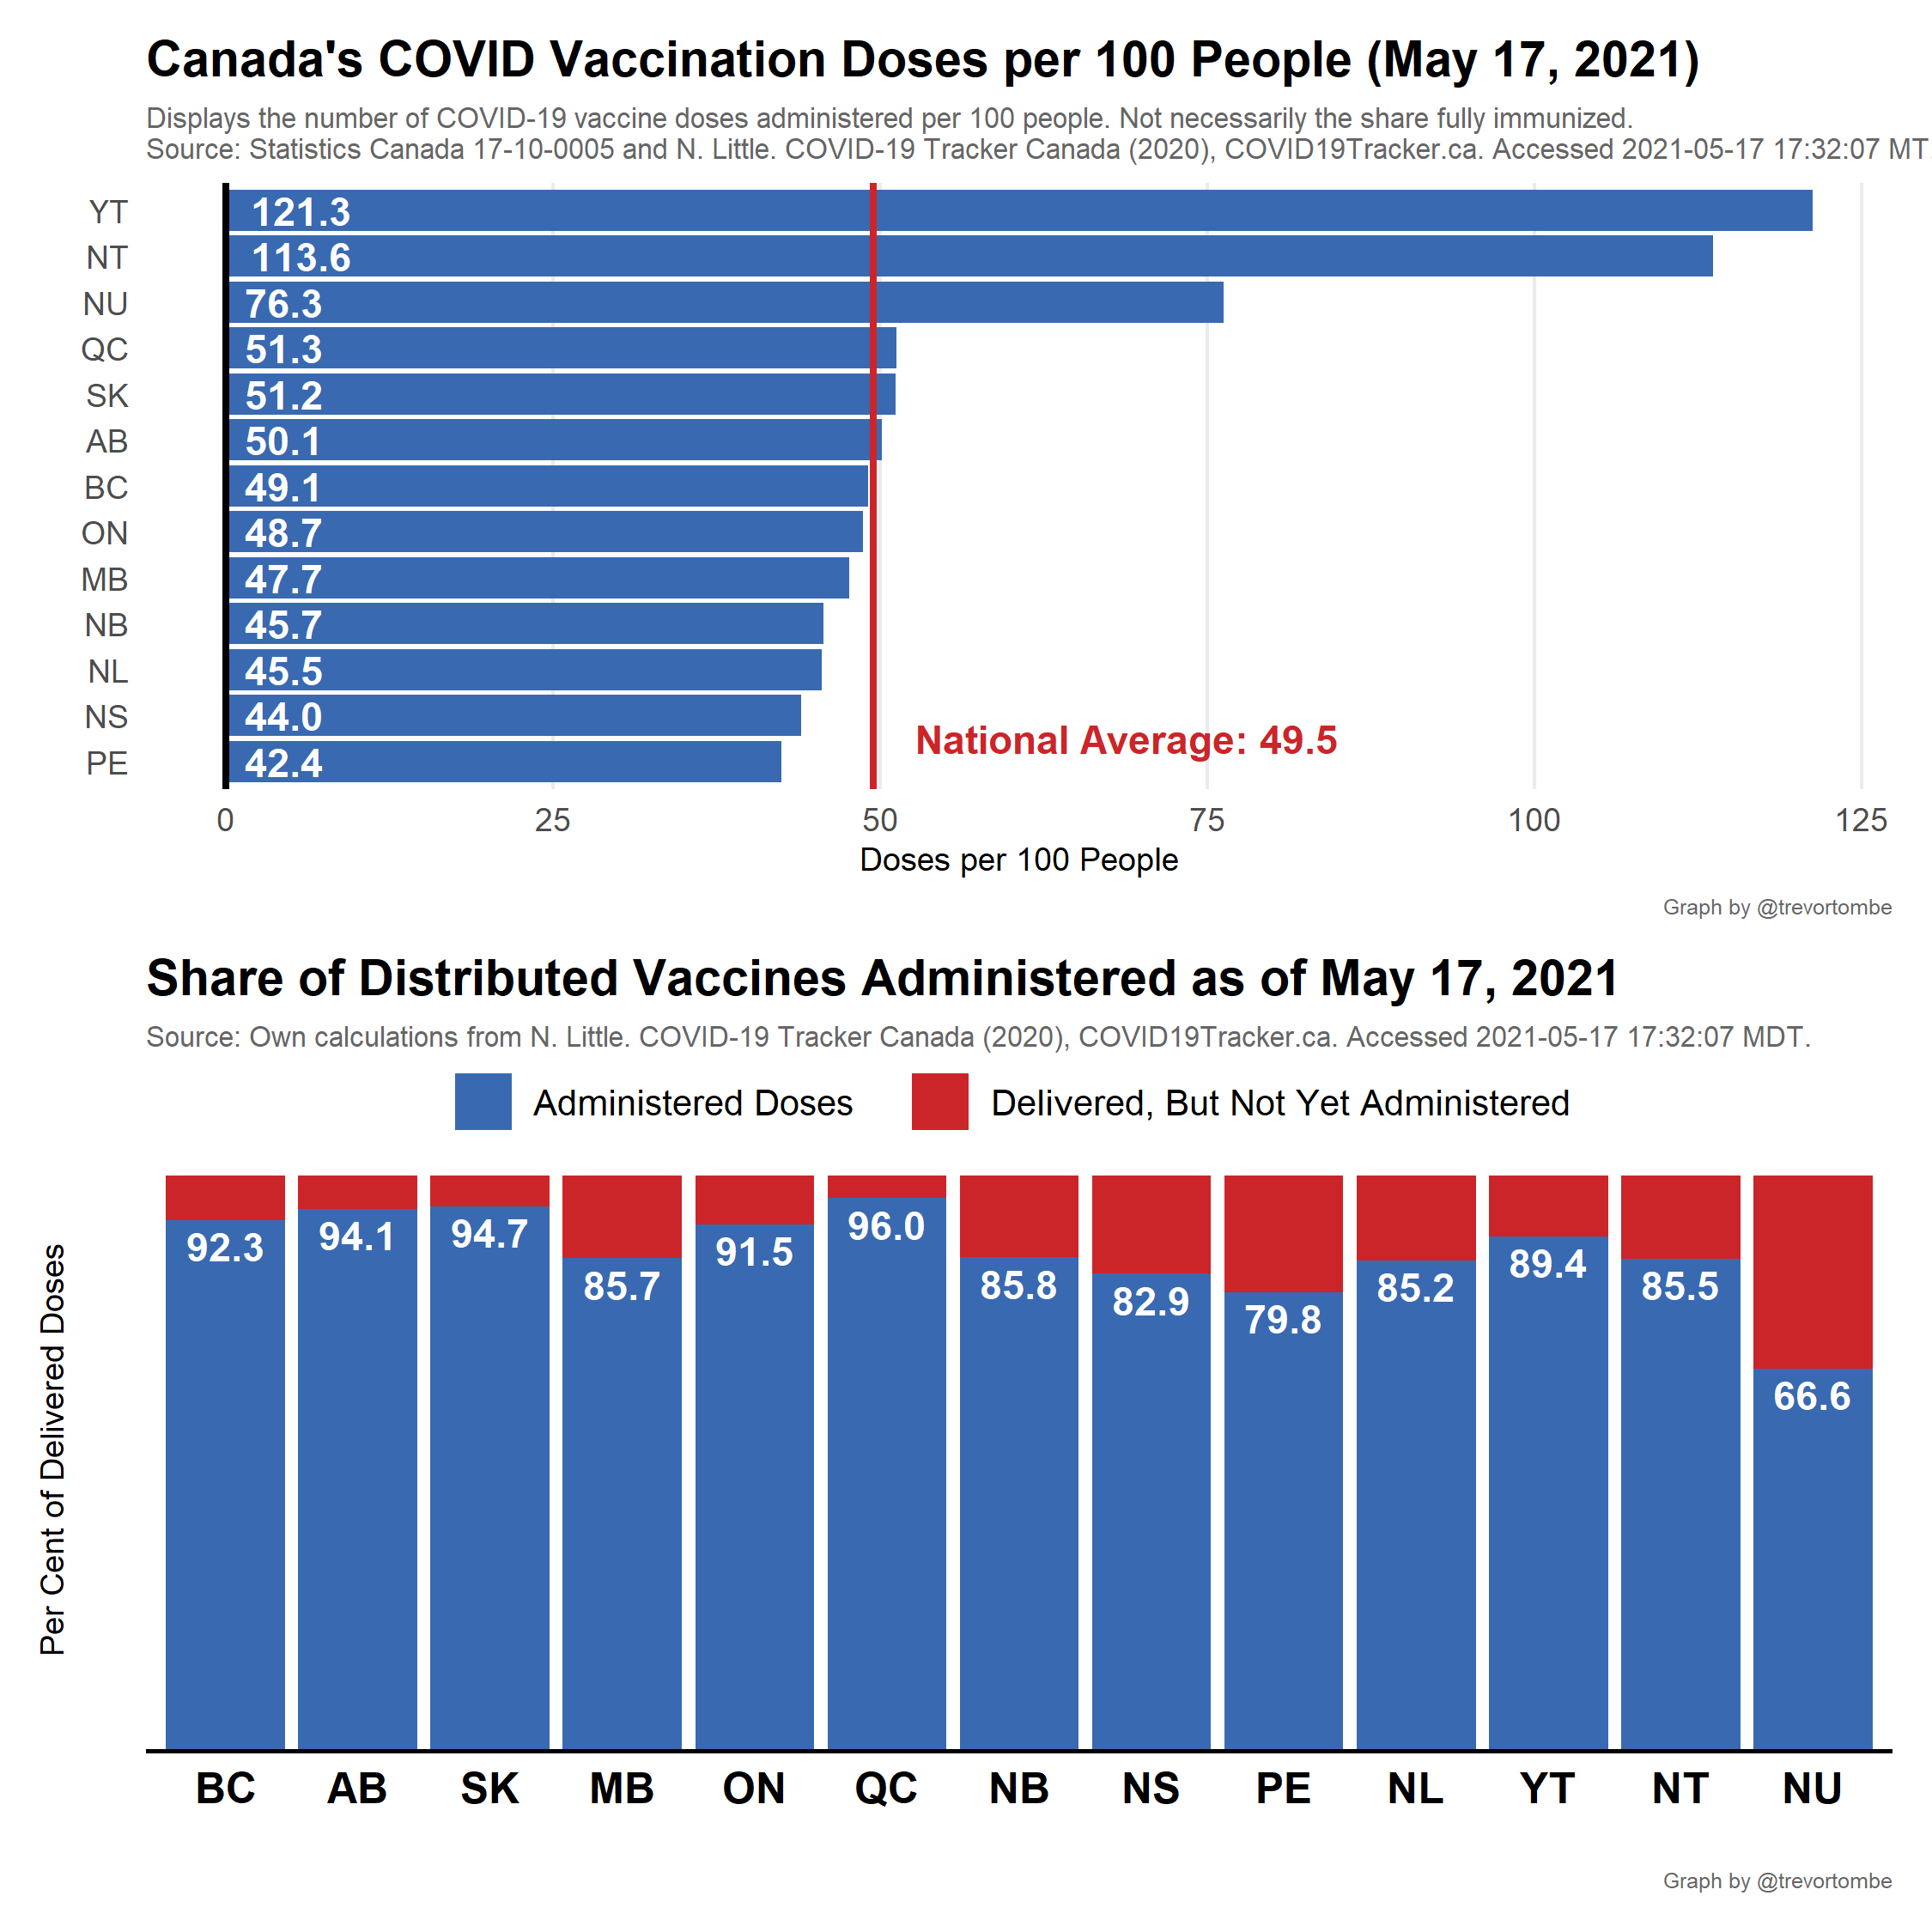 Canada's COVID Vaccination Doses per 100 People (May 17, 2021)
Displays the number of COVID-19 vaccine doses administered per 100 people. Not necessarily the share fully immunized.
Source: Statistics Canada 17-10-0005 and N. Little. COVID-19 Tracker Canada (2020), COVID19Tracker.ca. Accessed 2021-05-17 17:32:07 MT
YT 121.3
NT 113.6
NU 76.3
QC 51.3
SK 51.2
AB 50.1
BC 49.1
ON 48.7
MB 47.7
NB 45.7
NL 45.5
NS 44.0
National Average: 49.5
PE 42.4
0 25 50 75 100 125
Doses per 100 People
Graph by @trevortombe
Share of Distributed Vaccines Administered as of May 17, 2021
Source: Own calculations from N. Little. COVID-19 Tracker Canada (2020), COVID19Tracker.ca. Accessed 2021-05-17 17:32:07 MDT.
Administered Doses Delivered, But Not Yet Administered
Per Cent of Delivered Doses
92.3 94.1 94.7 85.7 91.5 96.0 85.8 82.9 79.8 85.2 89.4 85.5 66.6
BC AB SK MB ON QC NB NS PE NL YT NT NU
Graph by @trevortombe